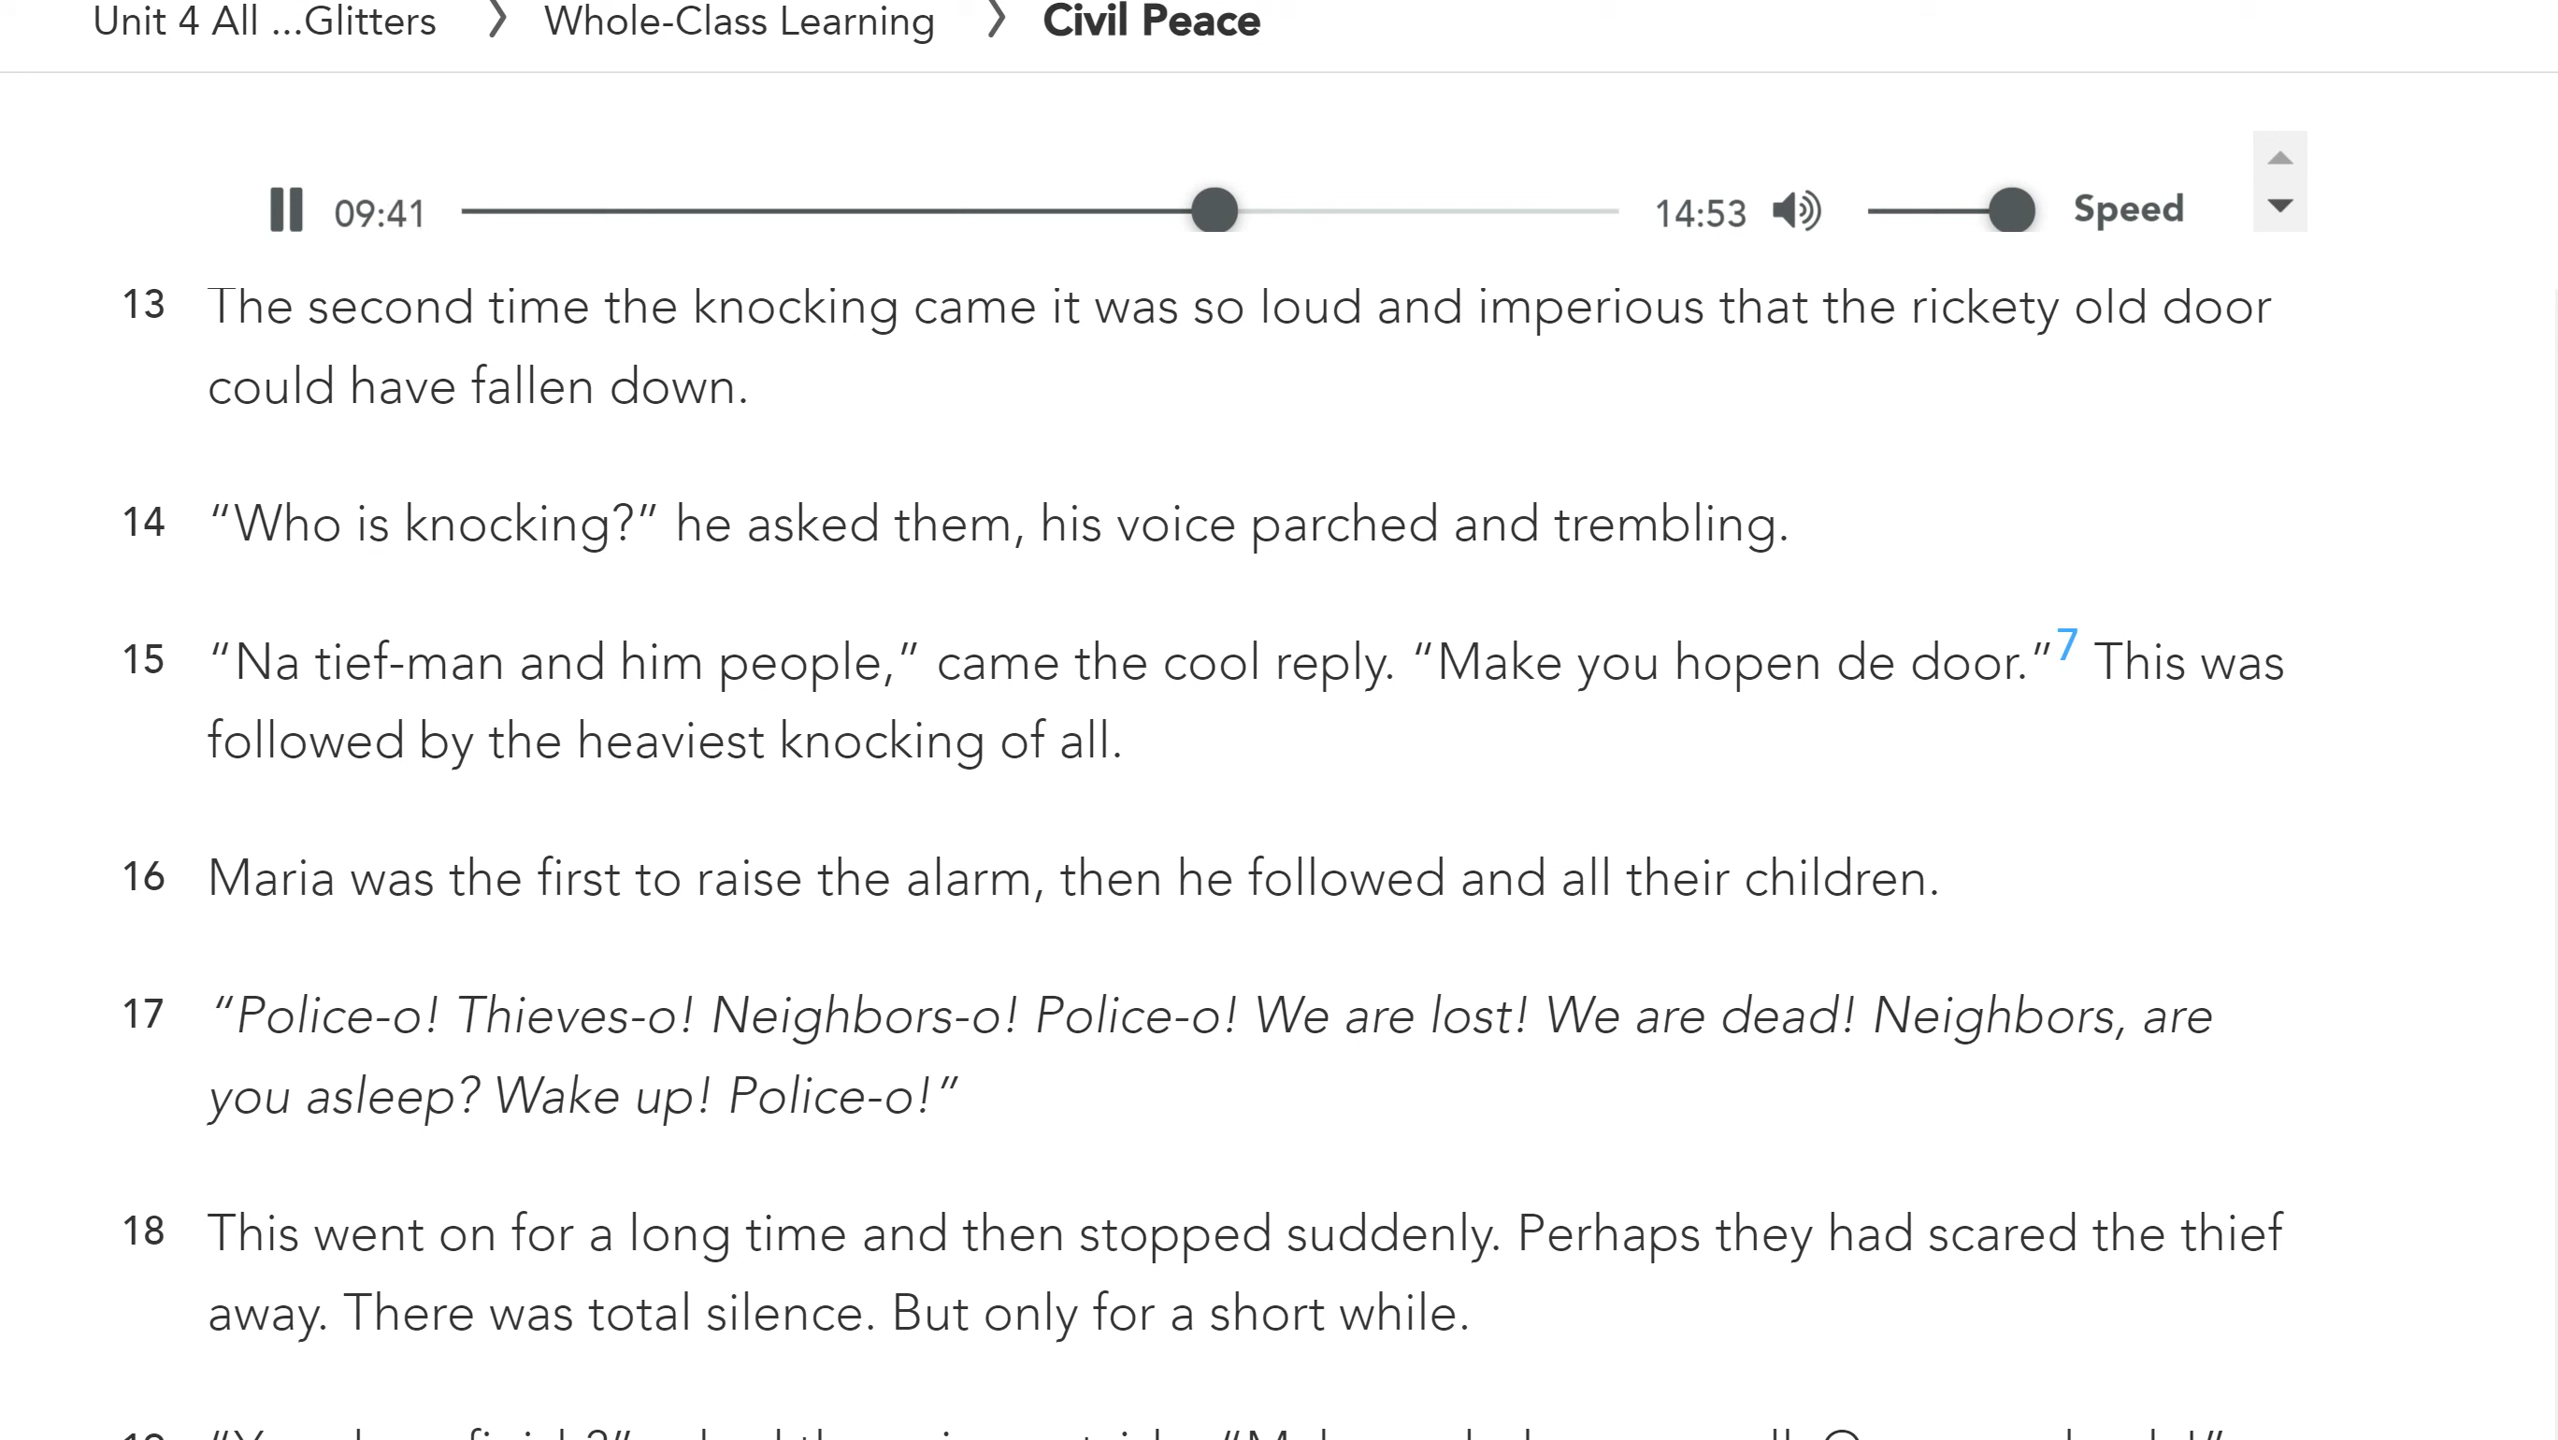 Unit 4 All ...Glitters > Whole-Class Learning > Civil Peace
09:41 14:53 Speed
13 The second time the knocking came it was so loud and imperious that the rickety old door
could have fallen down.
14 “Who is knocking?” he asked them, his voice parched and trembling.
15 “Na tief-man and him people,” came the cool reply. “Make you hopen de door.”7 This was
followed by the heaviest knocking of all.
16 Maria was the first to raise the alarm, then he followed and all their children.
17 “Police-o! Thieves-o! Neighbors-o! Police-o! We are lost! We are dead! Neighbors, are
you asleep? Wake up! Police-o!”
18 This went on for a long time and then stopped suddenly. Perhaps they had scared the thief
away. There was total silence. But only for a short while.